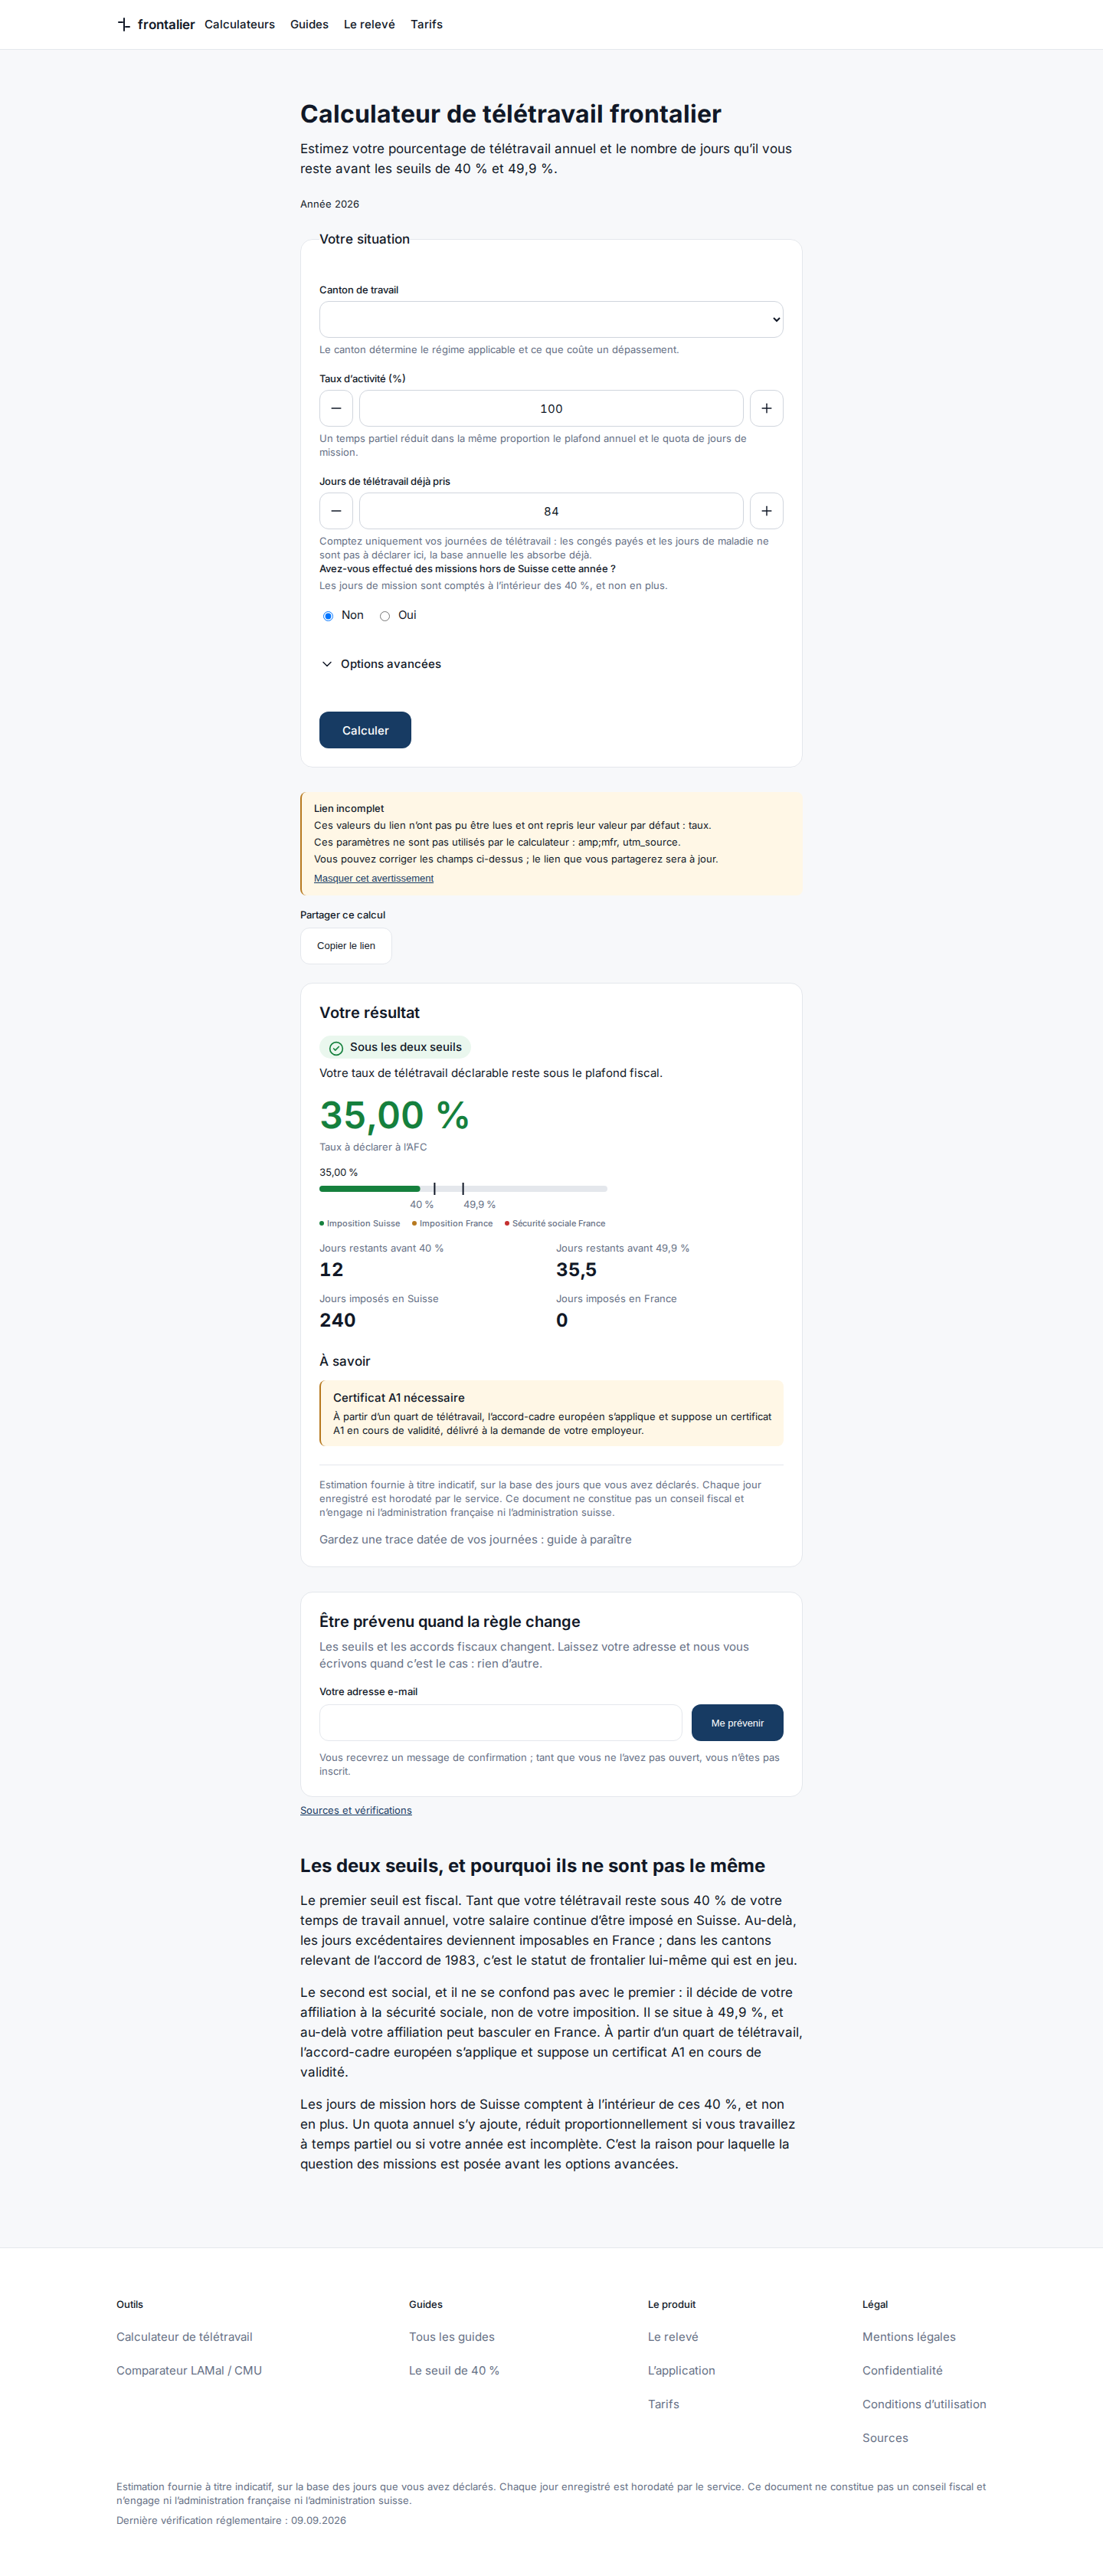 frontalier Calculateurs Guides Le relevé Tarifs
Calculateur de télétravail frontalier
Estimez votre pourcentage de télétravail annuel et le nombre de jours qu’il vous
reste avant les seuils de 40 % et 49,9 %.
Année 2026
Votre situation
Canton de travail
Le canton détermine le régime applicable et ce que coûte un dépassement.
Taux d’activité (%)
100
Un temps partiel réduit dans la même proportion le plafond annuel et le quota de jours de
mission.
Jours de télétravail déjà pris
84
Comptez uniquement vos journées de télétravail : les congés payés et les jours de maladie ne
sont pas à déclarer ici, la base annuelle les absorbe déjà.
Avez-vous effectué des missions hors de Suisse cette année ?
Les jours de mission sont comptés à l’intérieur des 40 %, et non en plus.
Non Oui
Options avancées
Calculer
Lien incomplet
Ces valeurs du lien n’ont pas pu être lues et ont repris leur valeur par défaut : taux.
Ces paramètres ne sont pas utilisés par le calculateur : amp;mfr, utm_source.
Vous pouvez corriger les champs ci-dessus ; le lien que vous partagerez sera à jour.
Masquer cet avertissement
Partager ce calcul
Copier le lien
Votre résultat
Sous les deux seuils
Votre taux de télétravail déclarable reste sous le plafond fiscal.
35,00 %
Taux à déclarer à l’AFC
35,00 %
40 % 49,9 %
Imposition Suisse Imposition France Sécurité sociale France
Jours restants avant 40 % Jours restants avant 49,9 %
12 35,5
Jours imposés en Suisse Jours imposés en France
240 0
À savoir
Certificat A1 nécessaire
À partir d’un quart de télétravail, l’accord-cadre européen s’applique et suppose un certificat
A1 en cours de validité, délivré à la demande de votre employeur.
Estimation fournie à titre indicatif, sur la base des jours que vous avez déclarés. Chaque jour
enregistré est horodaté par le service. Ce document ne constitue pas un conseil fiscal et
n’engage ni l’administration française ni l’administration suisse.
Gardez une trace datée de vos journées : guide à paraître
Être prévenu quand la règle change
Les seuils et les accords fiscaux changent. Laissez votre adresse et nous vous
écrivons quand c’est le cas : rien d’autre.
Votre adresse e-mail
Me prévenir
Vous recevrez un message de confirmation ; tant que vous ne l’avez pas ouvert, vous n’êtes pas
inscrit.
Sources et vérifications
Les deux seuils, et pourquoi ils ne sont pas le même
Le premier seuil est fiscal. Tant que votre télétravail reste sous 40 % de votre
temps de travail annuel, votre salaire continue d’être imposé en Suisse. Au-delà,
les jours excédentaires deviennent imposables en France ; dans les cantons
relevant de l’accord de 1983, c’est le statut de frontalier lui-même qui est en jeu.
Le second est social, et il ne se confond pas avec le premier : il décide de votre
affiliation à la sécurité sociale, non de votre imposition. Il se situe à 49,9 %, et
au-delà votre affiliation peut basculer en France. À partir d’un quart de télétravail,
l’accord-cadre européen s’applique et suppose un certificat A1 en cours de
validité.
Les jours de mission hors de Suisse comptent à l’intérieur de ces 40 %, et non
en plus. Un quota annuel s’y ajoute, réduit proportionnellement si vous travaillez
à temps partiel ou si votre année est incomplète. C’est la raison pour laquelle la
question des missions est posée avant les options avancées.
Outils Guides Le produit Légal
Calculateur de télétravail Tous les guides Le relevé Mentions légales
Comparateur LAMal / CMU Le seuil de 40 % L’application Confidentialité
Tarifs Conditions d’utilisation
Sources
Estimation fournie à titre indicatif, sur la base des jours que vous avez déclarés. Chaque jour enregistré est horodaté par le service. Ce document ne constitue pas un conseil fiscal et
n’engage ni l’administration française ni l’administration suisse.
Dernière vérification réglementaire : 09.09.2026